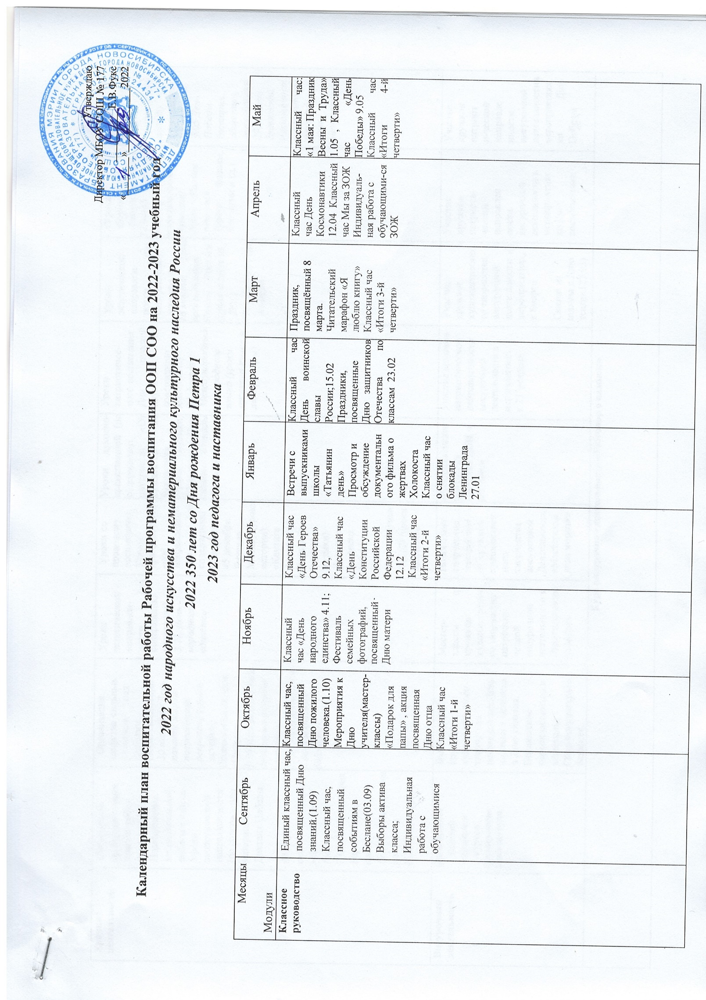 Утверждаю
Директор МБОУ СОШ № 177
Е.В.Фукс
« 1 » 2022
Календарный план воспитательной работы Рабочей программы воспитания ООП СОО на 2022-2023 учебный год
2022 год народного искусства и нематериального культурного наследия России
2022 350 лет со Дня рождения Петра 1
2023 год педагога и наставника
Месяцы
Модули
Сентябрь
Октябрь
Ноябрь
Декабрь
Январь
Февраль
Март
Апрель
Май
Классное
руководство
Единый классный час,
посвященный Дню
знаний.(1.09)
Классный час,
посвященный
событиям в
Беслане(03.09)
Выборы актива
класса;
Индивидуальная
работа с
обучающимися
Классный час,
посвященный
Дню пожилого
человека.(1.10)
Мероприятия к
Дню
учителя(мастер-
классы)
«Подарок для
папы» , акция
посвященная
Дню отца
Классный час
«Итоги 1-й
четверти»
Классный
час «День
народного
единства» 4.11;
Фестиваль
семейных
фотографий,
посвященный-
Дню матери
Классный час
«День Героев
Отечества»
9.12,
Классный час
«День
Конституции
Российской
Федерации
12.12
Классный час
«Итоги 2-й
четверти»
Встречи с
выпускниками
школы
«Татьянин
день»
Просмотр и
обсуждение
документальн
ого фильма о
жертвах
Холокоста
Классный час
о снятии
блокады
Ленинграда
27.01
Классный час
День воинской
славы
России;15.02
Праздники,
посвященные
Дню защитников
Отечества по
классам 23.02
Праздник,
посвящённый 8
марта.
Читательский
марафон «Я
люблю книгу»
Классный час
«Итоги 3-й
четверти»
Классный
час День
Космонавтики
12.04 Классный
час Мы за ЗОЖ
Индивидуаль-
ная работа с
обучающими-ся
ЗОЖ
Классный час:
«1 мая: Праздник
Весны и Труда»
1.05 , Классный
час «День
Победы» 9.05
Классный час
«Итоги 4-й
четверти»